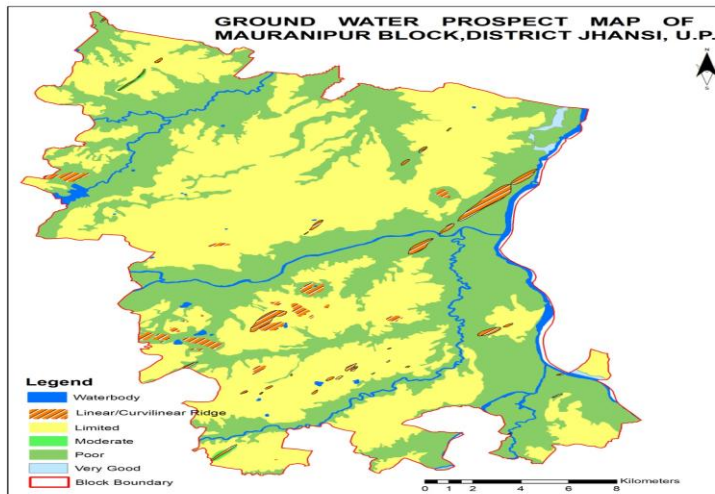 GROUND WATER PROSPECT MAP OF
MAURANIPUR BLOCK,DISTRICT JHANSI, U.P.
N
S
Legend
Waterbody
Linear/Curvilinear Ridge
Limited
Moderate
Poor
Very Good
Block Boundary
Kilometers
0 1 2 4 6 8